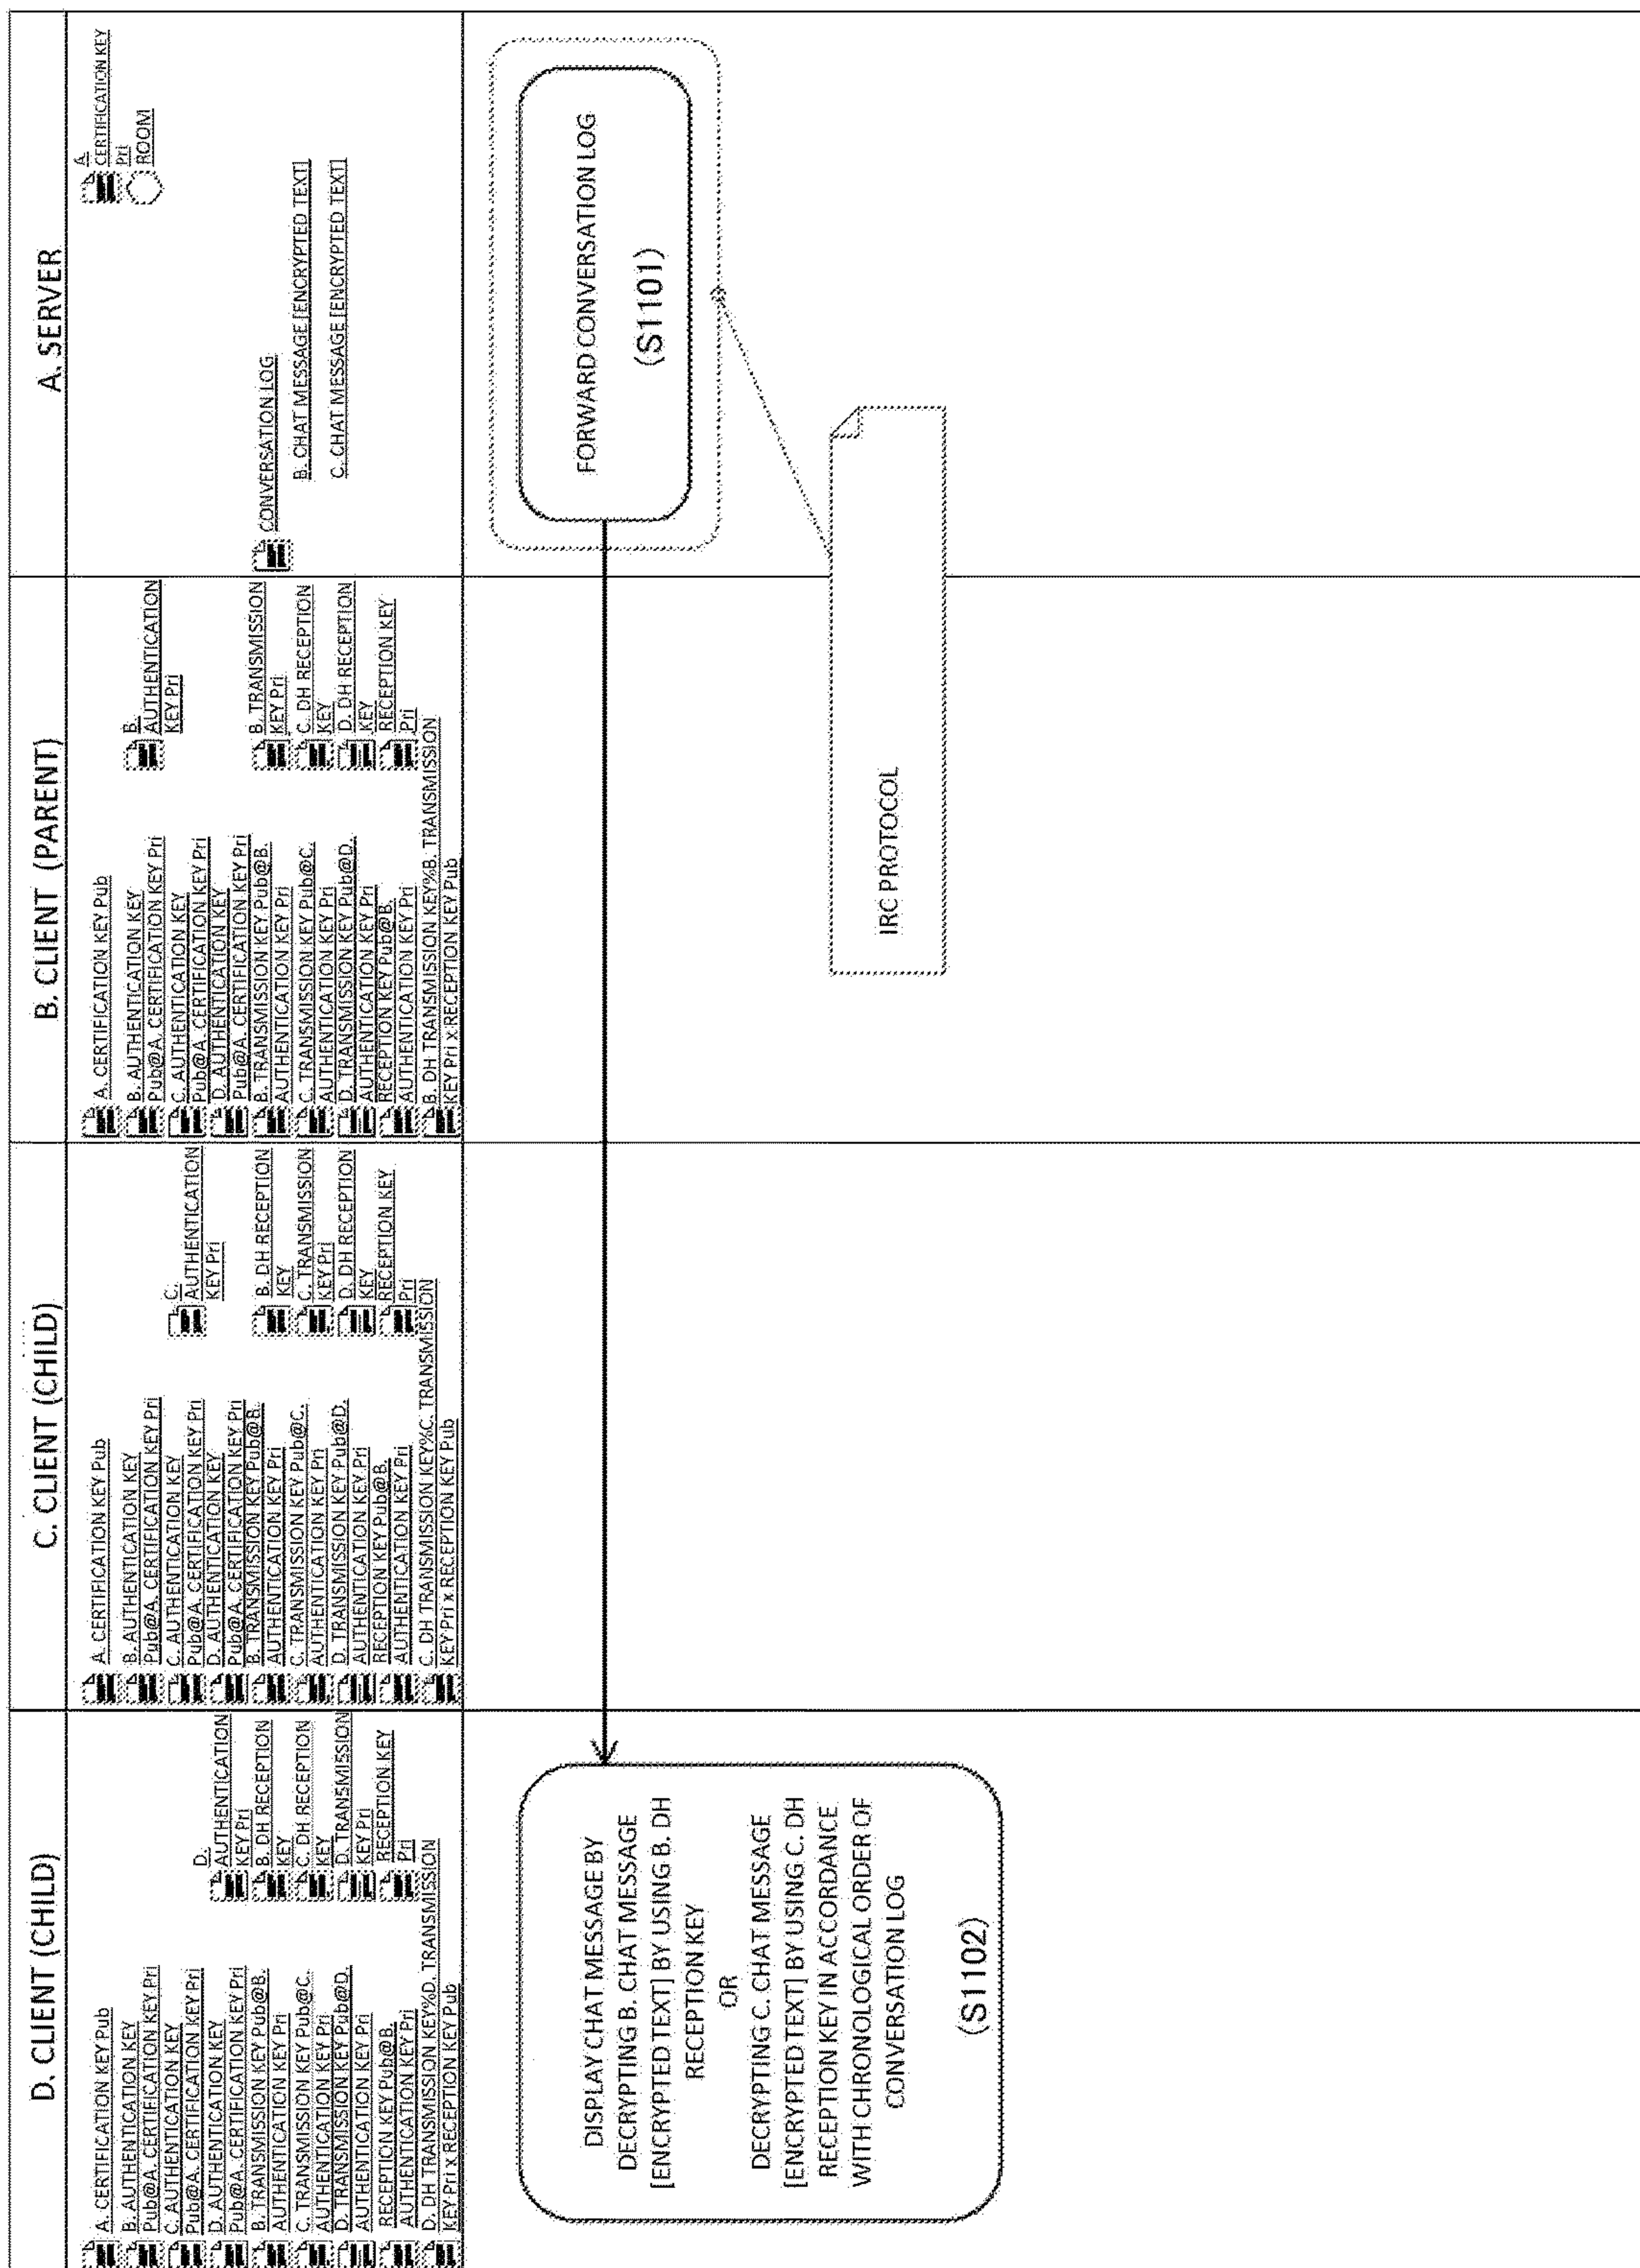 D. CLIENT (CHILD)
A. CERTIFICATION KEY Pub
B. AUTHENTICATION KEY
Pub@A. CERTIFICATION KEY Pri
C. AUTHENTICATION KEY
Pub@A. CERTIFICATION KEY Pri
D. AUTHENTICATION KEY
Pub@A. CERTIFICATION KEY Pri
B. TRANSMISSION KEY Pub@B.
AUTHENTICATION KEY Pri
C. TRANSMISSION KEY Pub@C.
AUTHENTICATION KEY Pri
D. TRANSMISSION KEY Pub@D.
AUTHENTICATION KEY Pri
RECEPTION KEY Pub@B.
AUTHENTICATION KEY Pri
D. DH TRANSMISSION KEY%D. TRANSMISSION
KEY Pri x RECEPTION KEY Pub
D.
AUTHENTICATION
KEY Pri
B. DH RECEPTION
KEY
C. DH RECEPTION
KEY
D. TRANSMISSION
KEY Pri
RECEPTION KEY
Pri
C. CLIENT (CHILD)
A. CERTIFICATION KEY Pub
B. AUTHENTICATION KEY
Pub@A. CERTIFICATION KEY Pri
C. AUTHENTICATION KEY
Pub@A. CERTIFICATION KEY Pri
D. AUTHENTICATION KEY
Pub@A. CERTIFICATION KEY Pri
B. TRANSMISSION KEY Pub@B.
AUTHENTICATION KEY Pri
C. TRANSMISSION KEY Pub@C.
AUTHENTICATION KEY Pri
D. TRANSMISSION KEY Pub@D.
AUTHENTICATION KEY Pri
RECEPTION KEY Pub@B.
AUTHENTICATION KEY Pri
C. DH TRANSMISSION KEY%C. TRANSMISSION
KEY Pri x RECEPTION KEY Pub
C.
AUTHENTICATION
KEY Pri
B. DH RECEPTION
KEY
C. TRANSMISSION
KEY Pri
D. DH RECEPTION
KEY
RECEPTION KEY
Pri
B. CLIENT (PARENT)
A. CERTIFICATION KEY Pub
B. AUTHENTICATION KEY
Pub@A. CERTIFICATION KEY Pri
C. AUTHENTICATION KEY
Pub@A. CERTIFICATION KEY Pri
D. AUTHENTICATION KEY
Pub@A. CERTIFICATION KEY Pri
B. TRANSMISSION KEY Pub@B.
AUTHENTICATION KEY Pri
C. TRANSMISSION KEY Pub@C.
AUTHENTICATION KEY Pri
D. TRANSMISSION KEY Pub@D.
AUTHENTICATION KEY Pri
RECEPTION KEY Pub@B.
AUTHENTICATION KEY Pri
B. DH TRANSMISSION KEY%B. TRANSMISSION
KEY Pri x RECEPTION KEY Pub
B.
AUTHENTICATION
KEY Pri
B. TRANSMISSION
KEY Pri
C. DH RECEPTION
KEY
D. DH RECEPTION
KEY
RECEPTION KEY
Pri
A. SERVER
A.
CERTIFICATION KEY
Pri
ROOM
CONVERSATION LOG
B. CHAT MESSAGE [ENCRYPTED TEXT]
C. CHAT MESSAGE [ENCRYPTED TEXT]
FORWARD CONVERSATION LOG
(S1101)
IRC PROTOCOL
DISPLAY CHAT MESSAGE BY
DECRYPTING B. CHAT MESSAGE
[ENCRYPTED TEXT] BY USING B. DH
RECEPTION KEY
OR
DECRYPTING C. CHAT MESSAGE
[ENCRYPTED TEXT] BY USING C. DH
RECEPTION KEY IN ACCORDANCE
WITH CHRONOLOGICAL ORDER OF
CONVERSATION LOG
(S1102)